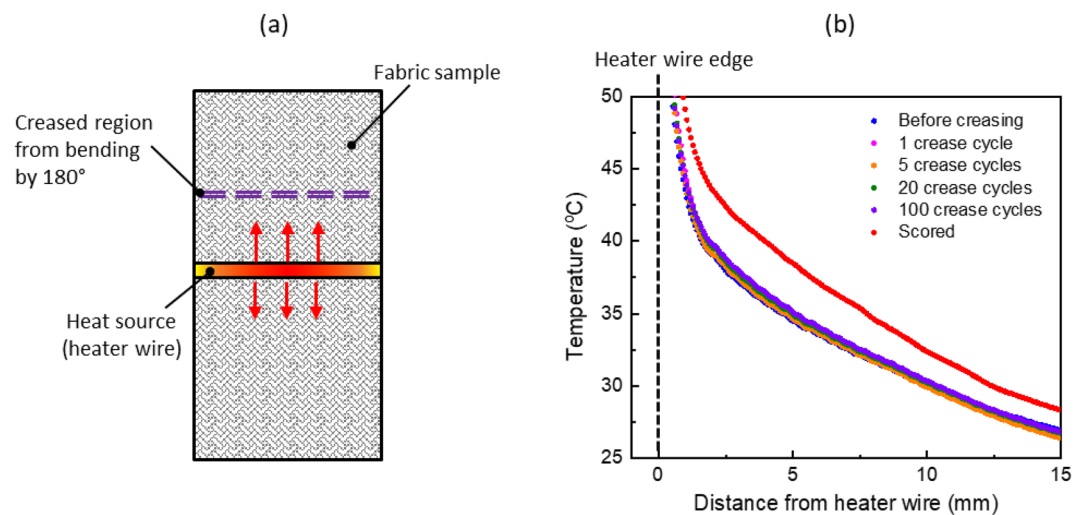 (a)
Fabric sample
Creased region
from bending
by 180°
Heat source
(heater wire)
(b)
Heater wire edge
50
45
40
35
30
25
Temperature (°C)
Before creasing
1 crease cycle
5 crease cycles
20 crease cycles
100 crease cycles
Scored
0
5
10
15
Distance from heater wire (mm)